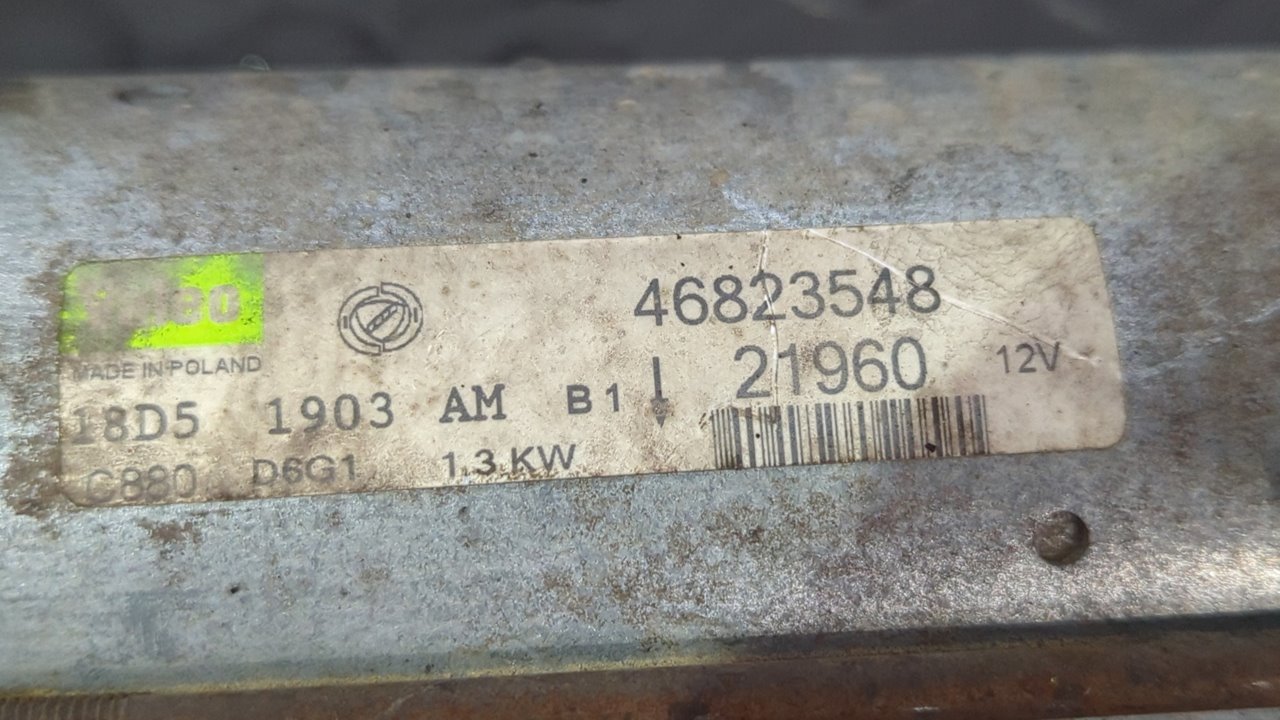 46823548
MADE IN POLAND
21960 12V
18D5 1903 AM B1
C880 D6G1 1.3 KW